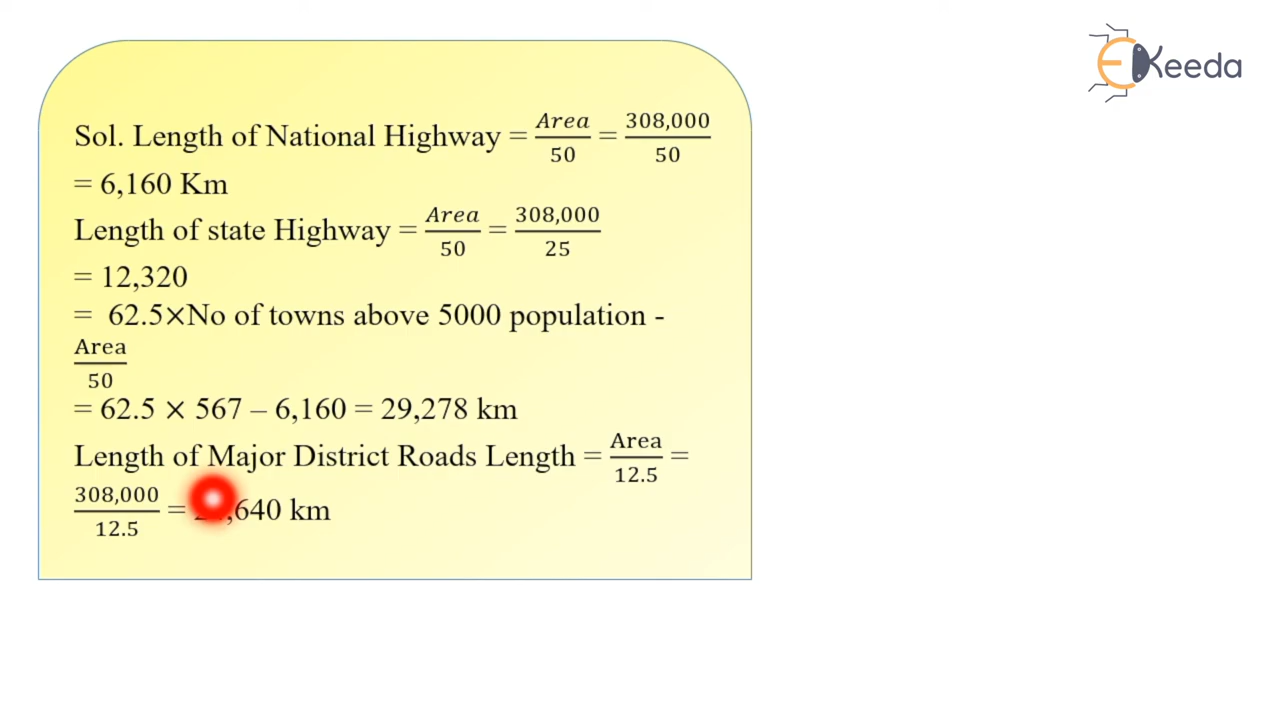 EKeeda
Sol. Length of National Highway = Area/50 = 308,000/50
= 6,160 Km
Length of state Highway = Area/50 = 308,000/25
= 12,320
= 62.5×No of towns above 5000 population -
Area/50
= 62.5 × 567 – 6,160 = 29,278 km
Length of Major District Roads Length = Area/12.5 =
308,000/12.5 = ,640 km